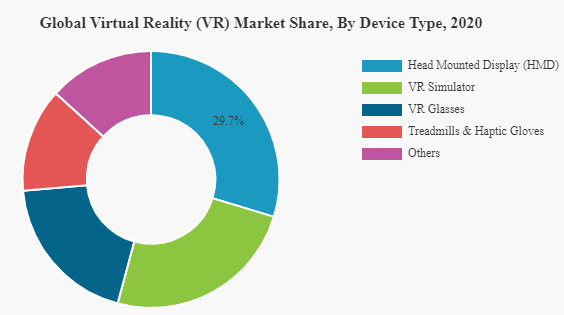 Global Virtual Reality (VR) Market Share, By Device Type, 2020
29.7%
Head Mounted Display (HMD)
VR Simulator
VR Glasses
Treadmills & Haptic Gloves
Others